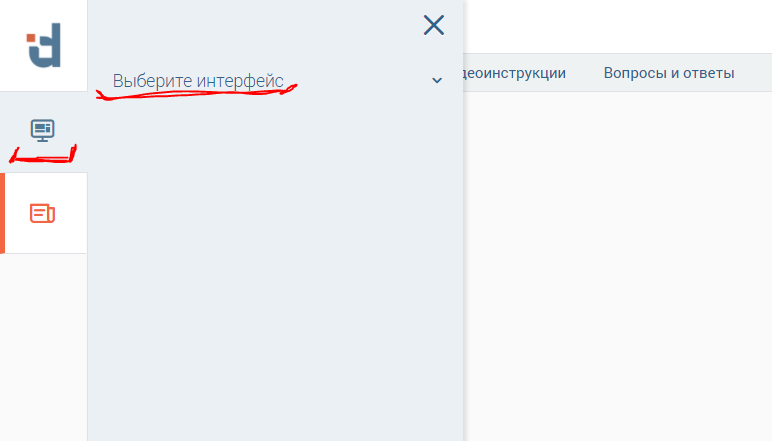 Выберите интерфейс
деоинструкции Вопросы и ответы